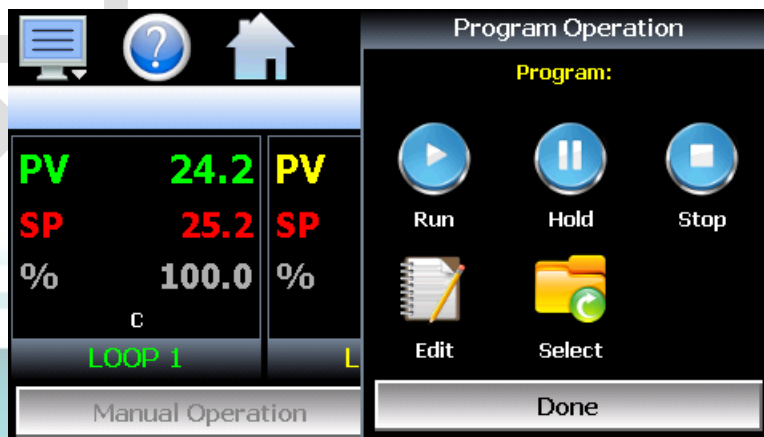 Program Operation
Program:
PV 24.2 PV
SP 25.2 SP
% 100.0 %
C
LOOP 1 L
Manual Operation
Run Hold Stop
Edit Select
Done